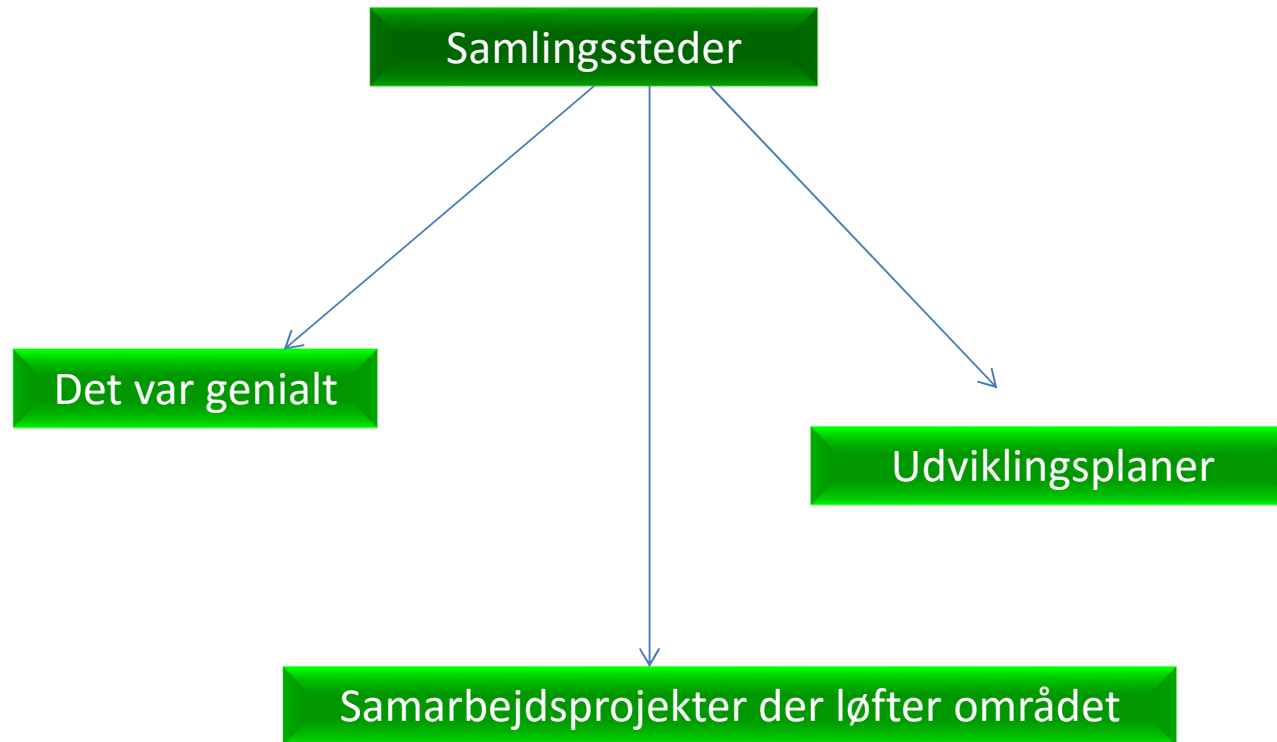 Samlingssteder
Det var genialt
Udviklingsplaner
Samarbejdsprojekter der løfter området